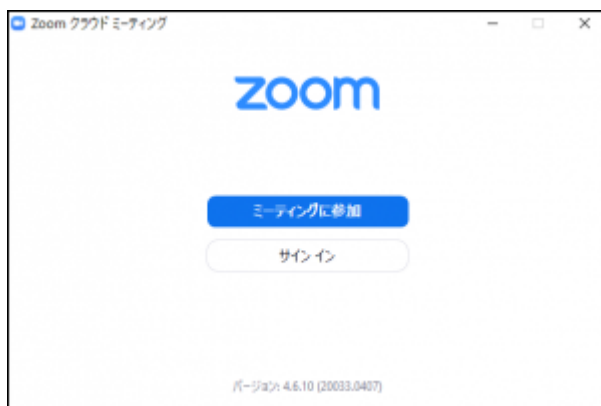 Zoom クラウド ミーティング
zoom
ミーティングに参加
サイン イン
バージョン: 4.6.10 (20033.0407)